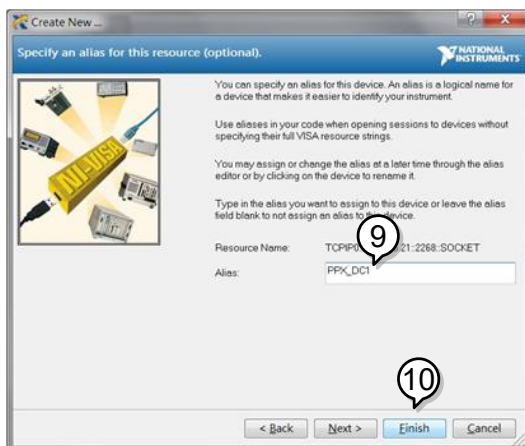 Create New ...
Specify an alias for this resource (optional).
NATIONAL
INSTRUMENTS
You can specify an alias for this device. An alias is a logical name for
a device that makes it easier to identify your instrument.
Use aliases in your code when opening sessions to devices without
specifying their full VISA resource strings.
You may assign or change the alias at a later time through the alias
editor or by clicking on the device to rename it.
Type in the alias you want to assign to this device or leave the alias
field blank to not assign an alias to this device.
NI-VISA
9
Resource Name: 21::2268::SOCKET
Alias: PPX_DC1
10
< Back Next > Finish Cancel